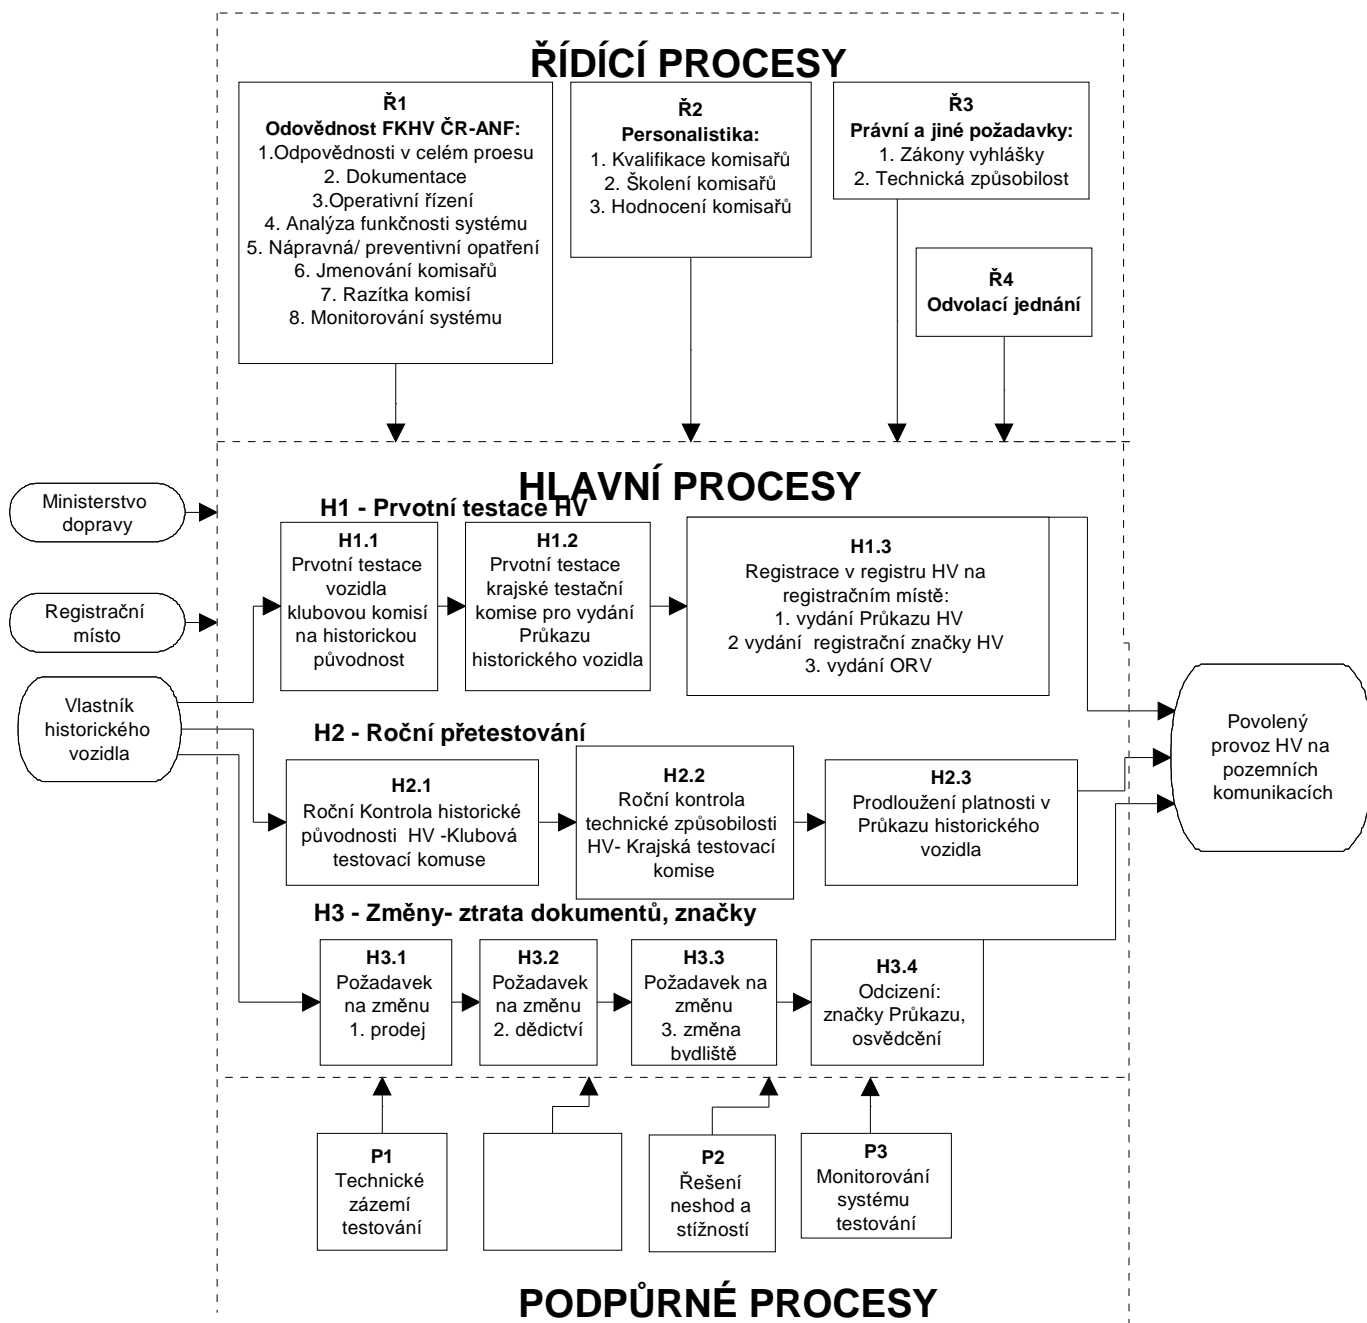 ŘÍDÍCÍ PROCESY
Ř1
Odovědnost FKHV ČR-ANF:
1.Odpovědnosti v celém proesu
2. Dokumentace
3.Operativní řízení
4. Analýza funkčnosti systému
5. Nápravná/ preventivní opatření
6. Jmenování komisařů
7. Razítka komisí
8. Monitorování systému
Ř2
Personalistika:
1. Kvalifikace komisařů
2. Školení komisařů
3. Hodnocení komisařů
Ř3
Právní a jiné požadavky:
1. Zákony vyhlášky
2. Technická způsobilost
Ř4
Odvolací jednání
HLAVNÍ PROCESY
Ministerstvo
dopravy
Registrační
místo
Vlastník
historického
vozidla
H1 - Prvotní testace HV
H1.1
Prvotní testace
vozidla
klubovou komisí
na historickou
původnost
H1.2
Prvotní testace
krajské testační
komise pro vydání
Průkazu
historického vozidla
H1.3
Registrace v registru HV na
registračním místě:
1. vydání Průkazu HV
2 vydání registrační značky HV
3. vydání ORV
H2 - Roční přetestování
H2.1
Roční Kontrola historické
původnosti HV -Klubová
testovací komuse
H2.2
Roční kontrola
technické způsobilosti
HV- Krajská testovací
komise
H2.3
Prodloužení platnosti v
Průkazu historického
vozidla
Povolený
provoz HV na
pozemních
komunikacích
H3 - Změny- ztrata dokumentů, značky
H3.1
Požadavek
na změnu
1. prodej
H3.2
Požadavek
na změnu
2. dědictví
H3.3
Požadavek na
změnu
3. změna
bydliště
H3.4
Odcizení:
značky Průkazu,
osvědcční
P1
Technické
zázemí
testování
P2
Řešení
neshod a
stížností
P3
Monitorování
systému
testování
PODPŮRNÉ PROCESY